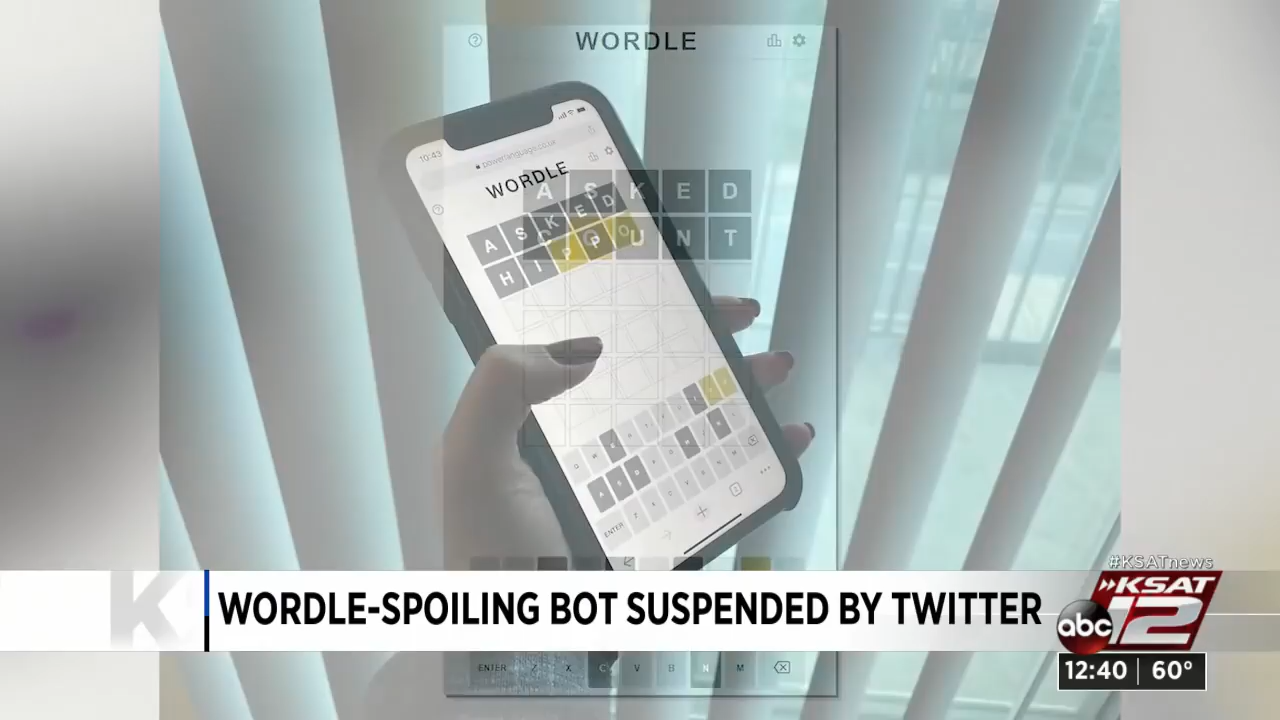 WORDLE
10:43
powerlanguage.co.uk
WORDLE
A S K E D
C O U N T
A S K E D
H I P P O
ENTER
ENTER Z X C V B N M
#KSATnews
WORDLE-SPOILING BOT SUSPENDED BY TWITTER
KSAT
abc 12
12:40 60°